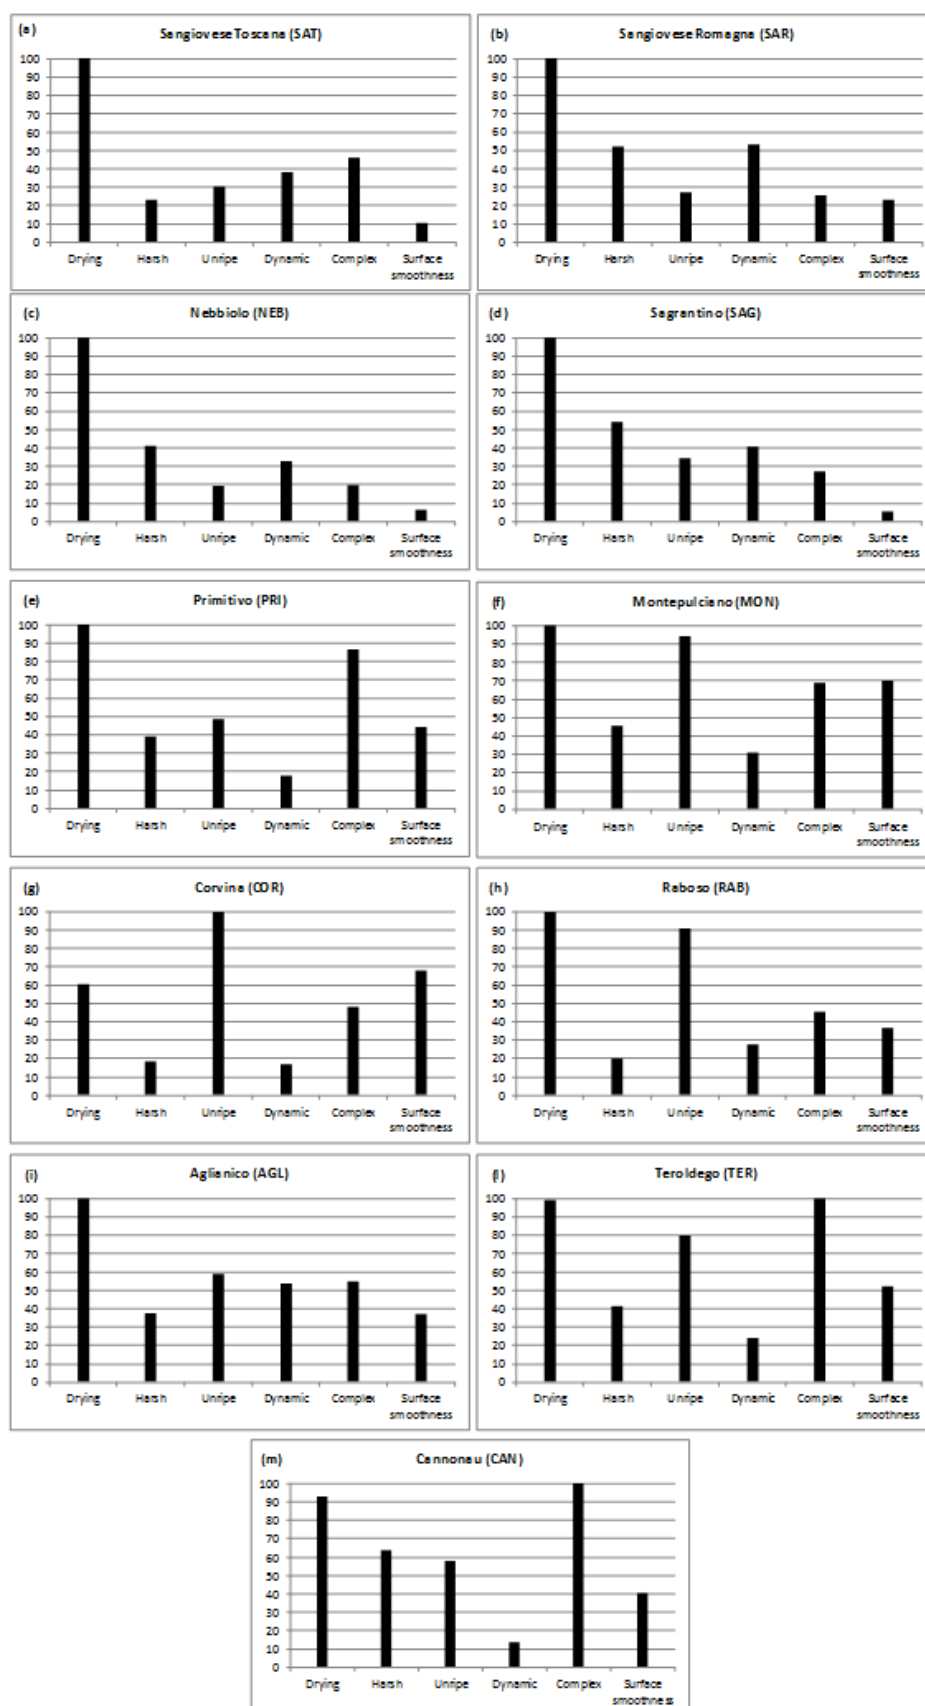 (a)
Sangiovese Toscana (SAT)
100
90
80
70
60
50
40
30
20
10
0
Drying Harsh Unripe Dynamic Complex Surface
smoothness
(b)
Sangiovese Romagna (SAR)
100
90
80
70
60
50
40
30
20
10
0
Drying Harsh Unripe Dynamic Complex Surface
smoothness
(c)
Nebbiolo (NEB)
100
90
80
70
60
50
40
30
20
10
0
Drying Harsh Unripe Dynamic Complex Surface
smoothness
(d)
Sagrantino (SAG)
100
90
80
70
60
50
40
30
20
10
0
Drying Harsh Unripe Dynamic Complex Surface
smoothness
(e)
Primitivo (PRI)
100
90
80
70
60
50
40
30
20
10
0
Drying Harsh Unripe Dynamic Complex Surface
smoothness
(f)
Montepulciano (MON)
100
90
80
70
60
50
40
30
20
10
0
Drying Harsh Unripe Dynamic Complex Surface
smoothness
(g)
Corvina (COR)
100
90
80
70
60
50
40
30
20
10
0
Drying Harsh Unripe Dynamic Complex Surface
smoothness
(h)
Raboso (RAB)
100
90
80
70
60
50
40
30
20
10
0
Drying Harsh Unripe Dynamic Complex Surface
smoothness
(i)
Aglianico (AGL)
100
90
80
70
60
50
40
30
20
10
0
Drying Harsh Unripe Dynamic Complex Surface
smoothness
(l)
Teroldego (TER)
100
90
80
70
60
50
40
30
20
10
0
Drying Harsh Unripe Dynamic Complex Surface
smoothness
(m)
Cannonau (CAN)
100
90
80
70
60
50
40
30
20
10
0
Drying Harsh Unripe Dynamic Complex Surface
smoothness